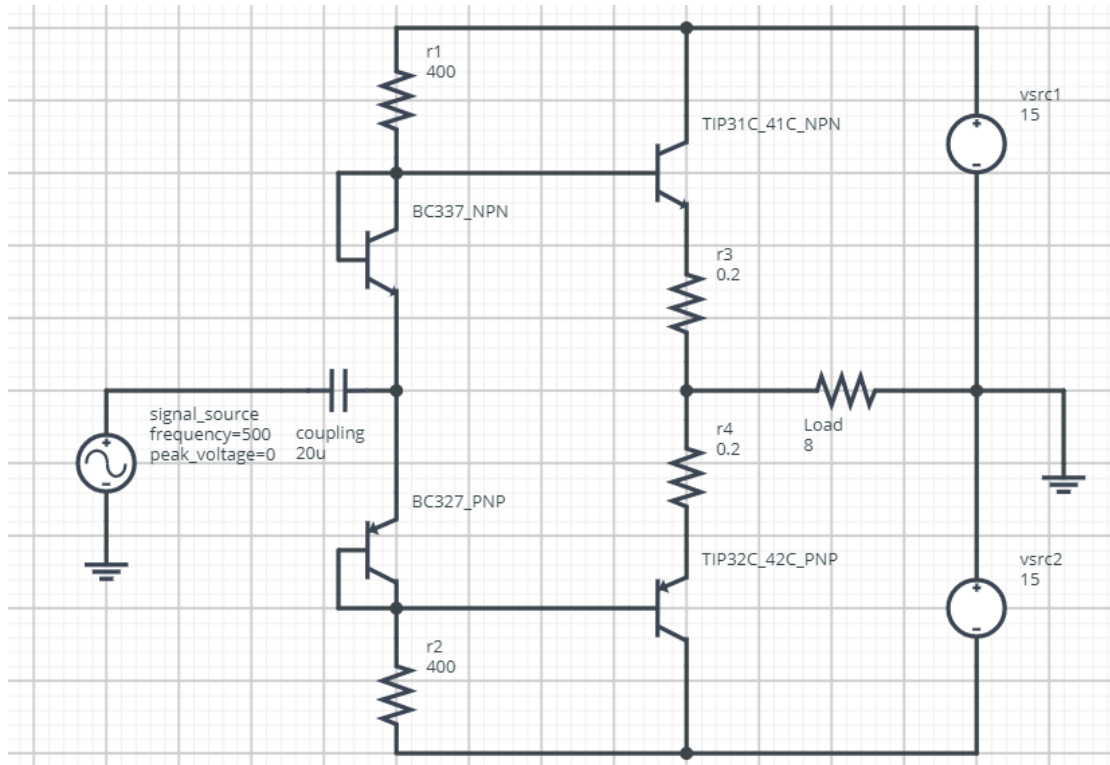 r1
400
vsrc1
15
TIP31C_41C_NPN
BC337_NPN
r3
0.2
signal_source
frequency=500
peak_voltage=0
coupling
20u
Load
8
r4
0.2
BC327_PNP
TIP32C_42C_PNP
vsrc2
15
r2
400